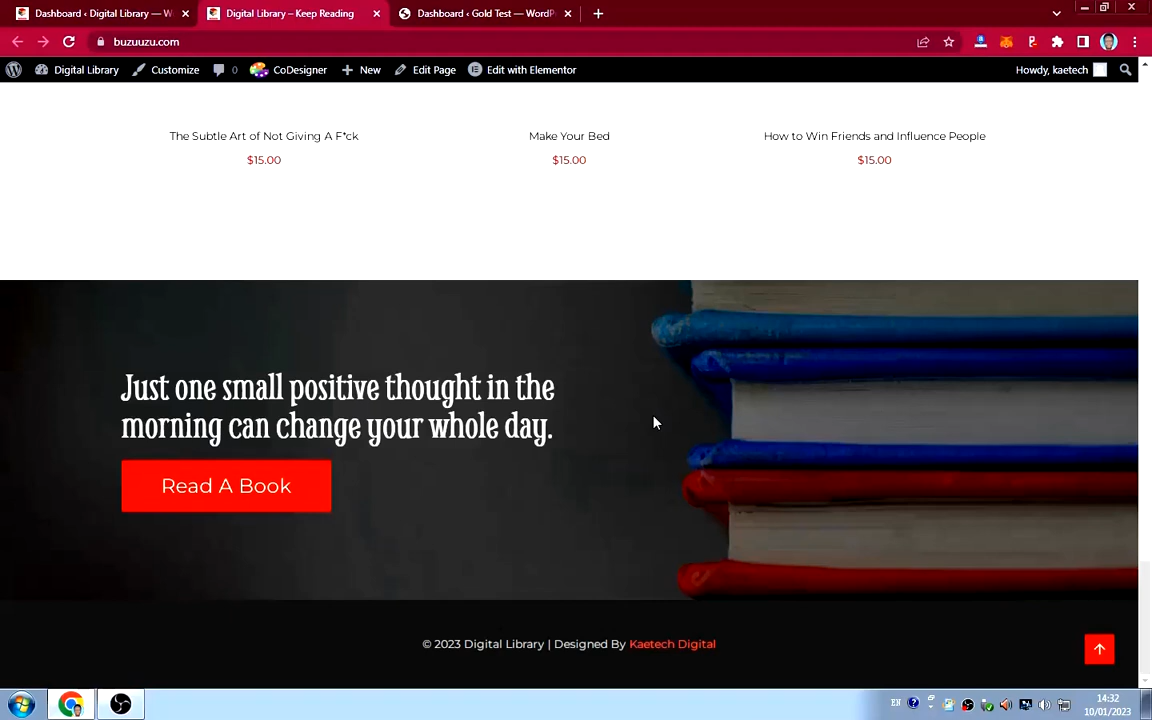 Dashboard ‹ Digital Library — W
Digital Library – Keep Reading
Dashboard ‹ Gold Test — WordP
buzuuzu.com
Digital Library
Customize
0
CoDesigner
New
Edit Page
Edit with Elementor
Howdy, kaetech
The Subtle Art of Not Giving A F*ck
Make Your Bed
How to Win Friends and Influence People
$15.00
$15.00
$15.00
Just one small positive thought in the
morning can change your whole day.
Read A Book
© 2023 Digital Library | Designed By Kaetech Digital
EN
14:32
10/01/2023